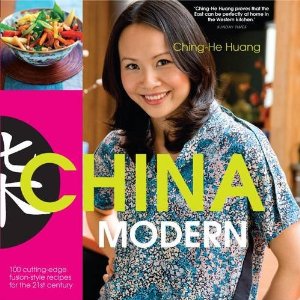 'Ching-He Huang proves that the
East can be perfectly at home in
the Western kitchen.'
SUNDAY TIMES
Ching-He Huang
CHINA
MODERN
100 cutting-edge
fusion-style recipes
for the 21st century